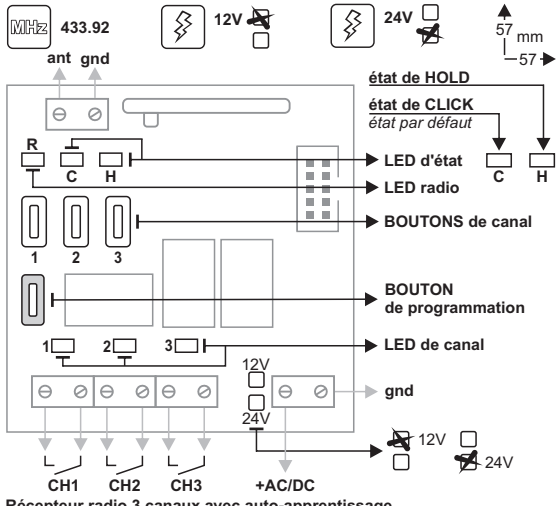 MHz 433.92 12V 24V 57 mm
57
ant gnd
état de HOLD
état de CLICK
état par défaut
R
C H
LED d'état
C H
LED radio
BOUTONS de canal
1 2 3
BOUTON
de programmation
1 2 3
LED de canal
12V
gnd
24V
12V
24V
CH1 CH2 CH3 +AC/DC
Récepteur radio 3 canaux avec auto-apprentissage